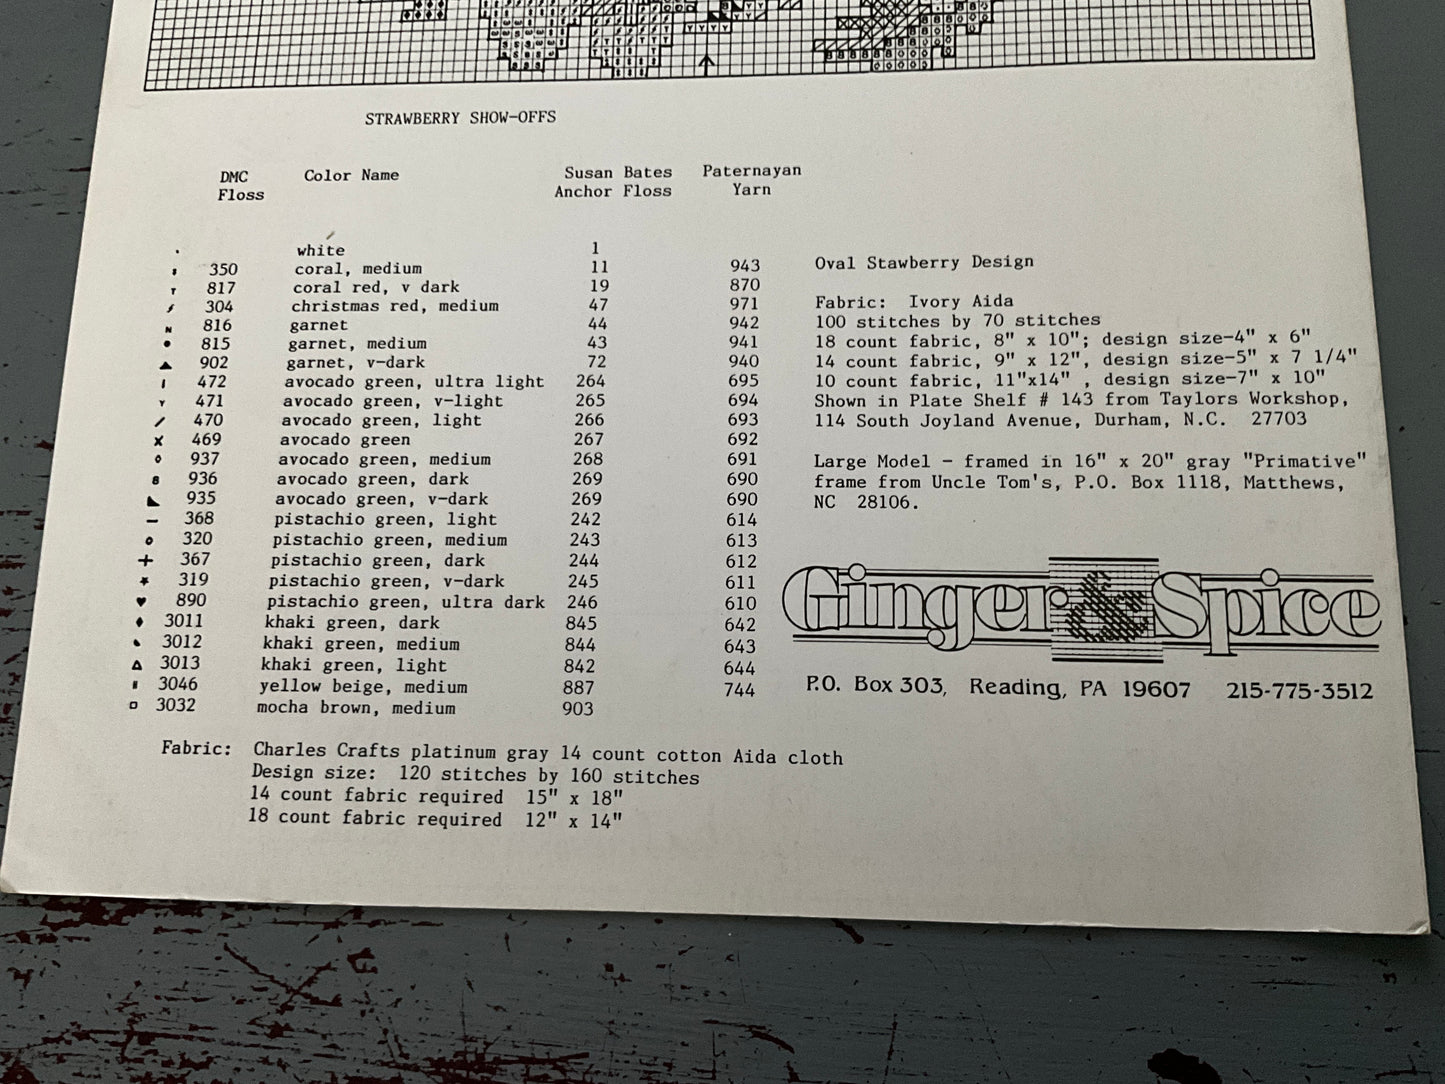 STRAWBERRY SHOW-OFFS
DMC Floss Color Name Susan Bates Anchor Floss Paternayan Yarn
white 1
350 coral, medium 11 943
817 coral red, v dark 19 870
304 christmas red, medium 47 971
816 garnet 44 942
815 garnet, medium 43 941
902 garnet, v-dark 72 940
472 avocado green, ultra light 264 695
471 avocado green, v-light 265 694
470 avocado green, light 266 693
469 avocado green 267 692
937 avocado green, medium 268 691
936 avocado green, dark 269 690
935 avocado green, v-dark 269 690
368 pistachio green, light 242 614
320 pistachio green, medium 243 613
367 pistachio green, dark 244 612
319 pistachio green, v-dark 245 611
890 pistachio green, ultra dark 246 610
3011 khaki green, dark 845 642
3012 khaki green, medium 844 643
3013 khaki green, light 842 644
3046 yellow beige, medium 887 744
3032 mocha brown, medium 903
Fabric: Charles Crafts platinum gray 14 count cotton Aida cloth
Design size: 120 stitches by 160 stitches
14 count fabric required 15" x 18"
18 count fabric required 12" x 14"
Oval Stawberry Design
Fabric: Ivory Aida
100 stitches by 70 stitches
18 count fabric, 8" x 10"; design size-4" x 6"
14 count fabric, 9" x 12", design size-5" x 7 1/4"
10 count fabric, 11"x14" , design size-7" x 10"
Shown in Plate Shelf # 143 from Taylors Workshop,
114 South Joyland Avenue, Durham, N.C. 27703
Large Model - framed in 16" x 20" gray "Primative"
frame from Uncle Tom's, P.O. Box 1118, Matthews,
NC 28106.
Ginger & Spice
P.O. Box 303, Reading, PA 19607 215-775-3512